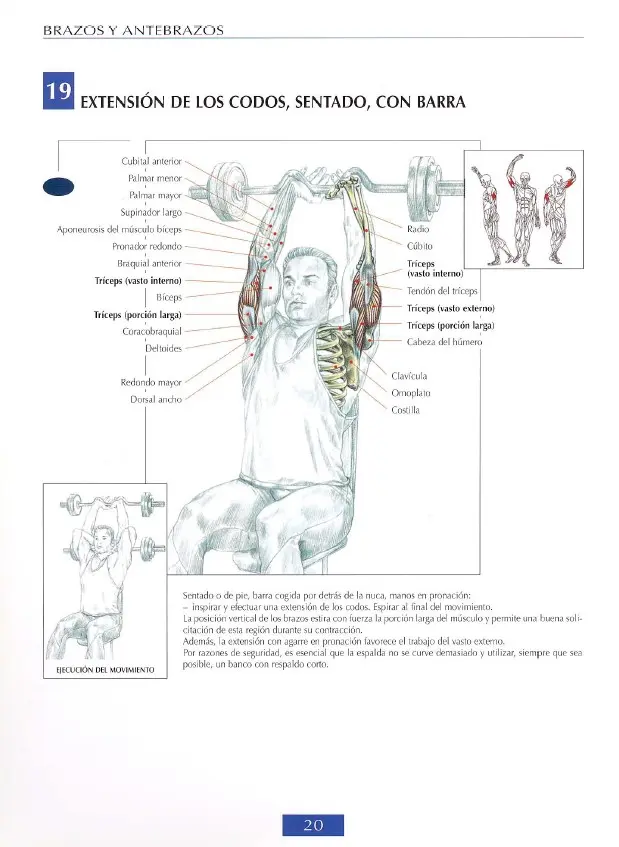 BRAZOS Y ANTEBRAZOS
19
EXTENSIÓN DE LOS CODOS, SENTADO, CON BARRA
Cubital anterior
Palmar menor
Palmar mayor
Supinador largo
Aponeurosis del músculo bíceps
Pronador redondo
Braquial anterior
Tríceps (vasto interno)
Bíceps
Tríceps (porción larga)
Coracobraquial
Deltoides
Redondo mayor
Dorsal ancho
Radio
Cúbito
Tríceps
(vasto interno)
Tendón del tríceps
Tríceps (vasto externo)
Tríceps (porción larga)
Cabeza del húmero
Clavícula
Omoplato
Costilla
EJECUCIÓN DEL MOVIMIENTO
Sentado o de pie, barra cogida por detrás de la nuca, manos en pronación:
– inspirar y efectuar una extensión de los codos. Espirar al final del movimiento.
La posición vertical de los brazos estira con fuerza la porción larga del músculo y permite una buena soli-
citación de esta región durante su contracción.
Además, la extensión con agarre en pronación favorece el trabajo del vasto externo.
Por razones de seguridad, es esencial que la espalda no se curve demasiado y utilizar, siempre que sea
posible, un banco con respaldo corto.
20